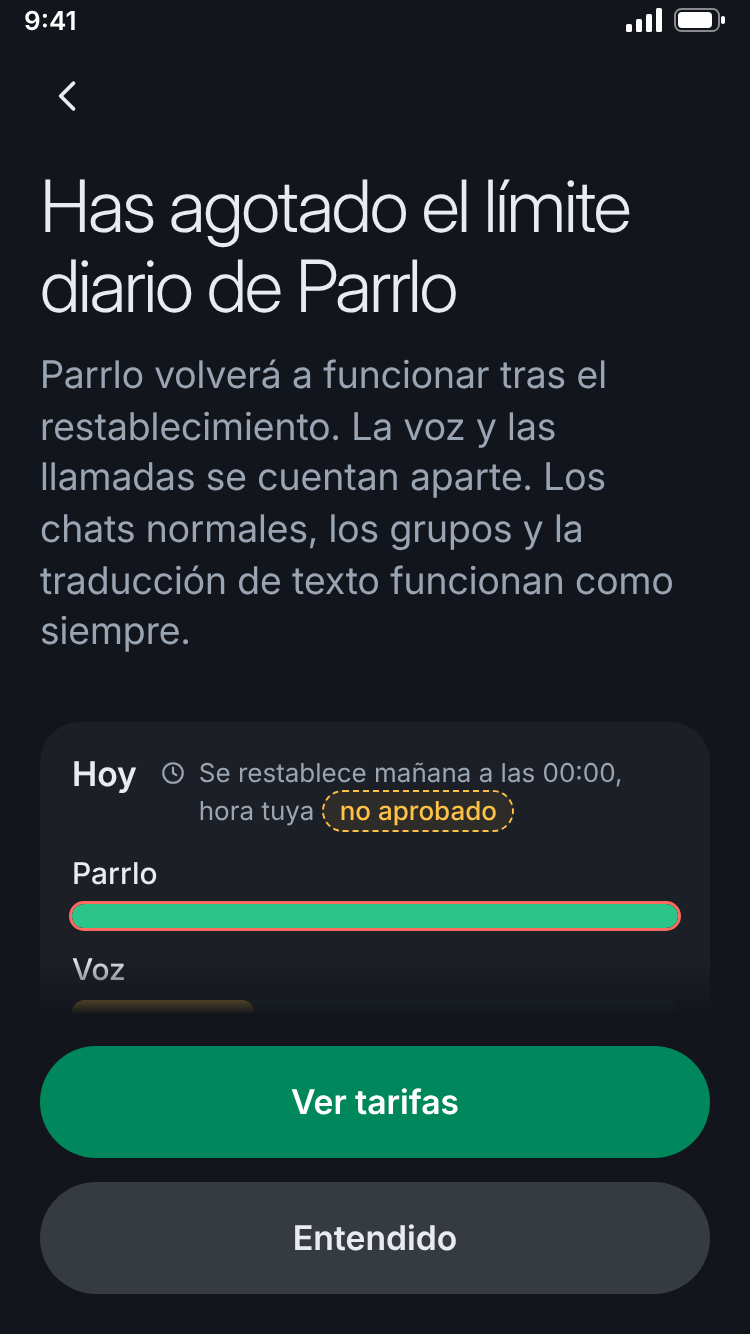 9:41
Has agotado el límite
diario de Parrlo
Parrlo volverá a funcionar tras el
restablecimiento. La voz y las
llamadas se cuentan aparte. Los
chats normales, los grupos y la
traducción de texto funcionan como
siempre.
Hoy
Se restablece mañana a las 00:00,
hora tuya no aprobado
Parrlo
Voz
Ver tarifas
Entendido